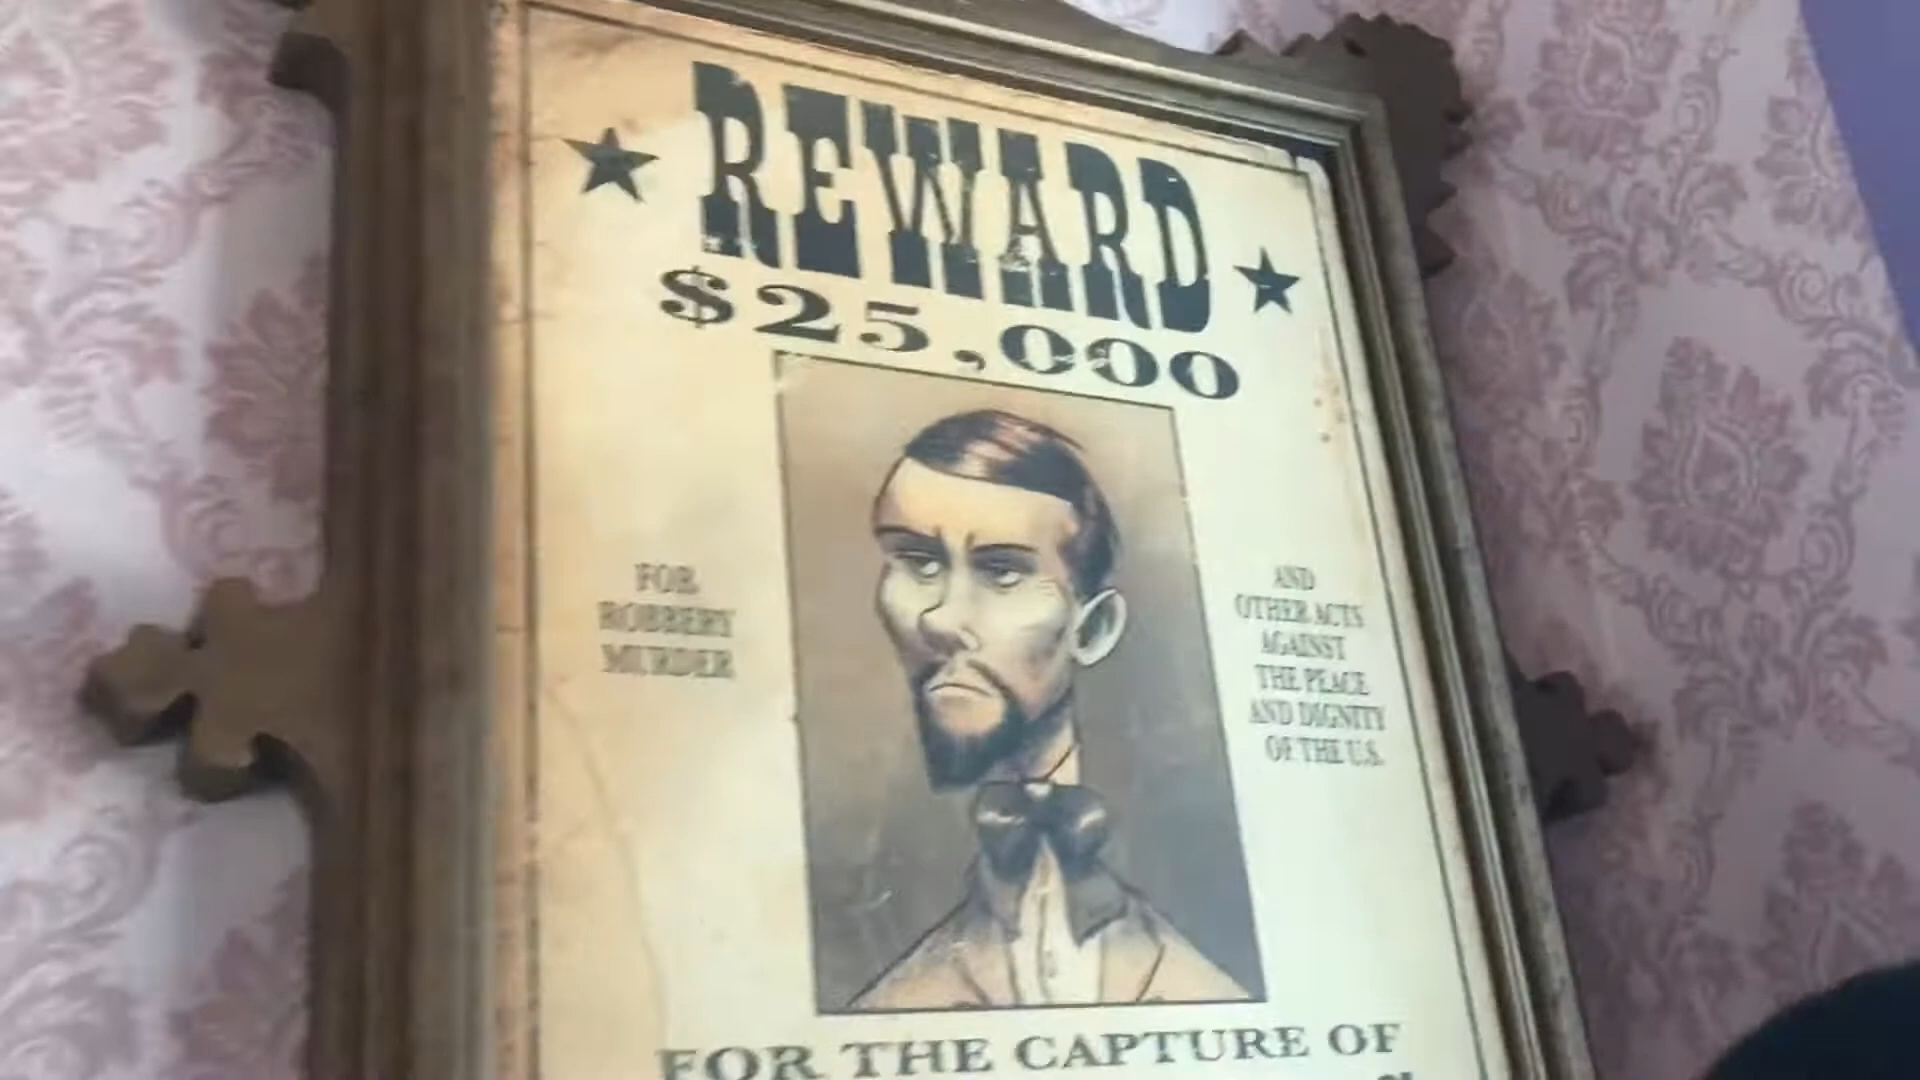 REWARD
$25,000
FOR
ROBBERY
MURDER
AND
OTHER ACTS
AGAINST
THE PEACE
AND DIGNITY
OF THE U.S.
FOR THE CAPTURE OF